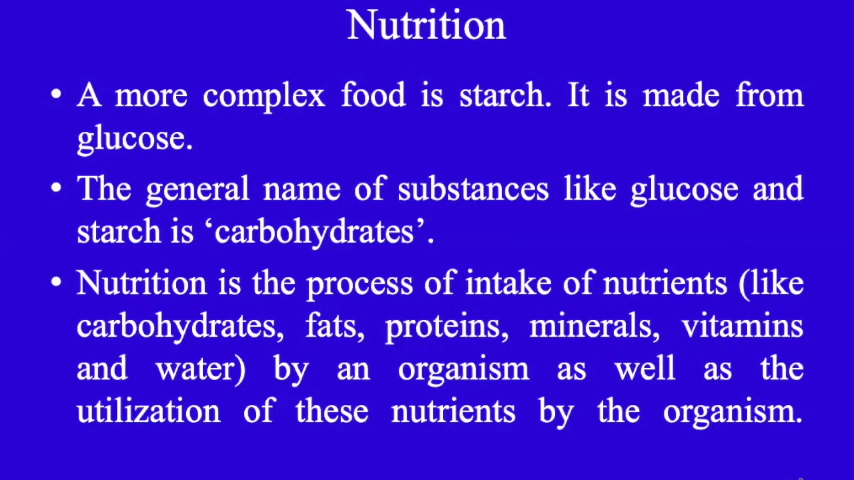 Nutrition
• A more complex food is starch. It is made from
glucose.
• The general name of substances like glucose and
starch is ‘carbohydrates’.
• Nutrition is the process of intake of nutrients (like
carbohydrates, fats, proteins, minerals, vitamins
and water) by an organism as well as the
utilization of these nutrients by the organism.